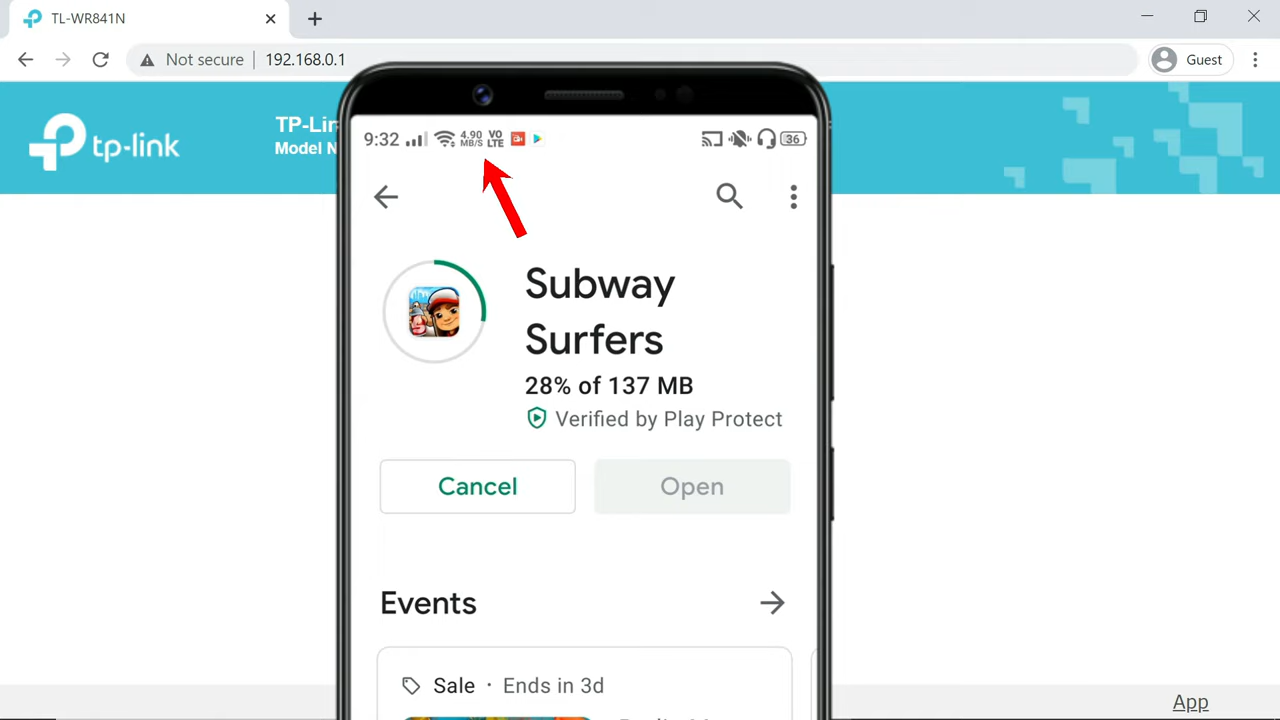 TL-WR841N
Not secure
192.168.0.1
Guest
tp-link
TP-Lin
Model N
9:32
4.90
MB/S
VO
LTE
36
Subway
Surfers
28% of 137 MB
Verified by Play Protect
Cancel
Open
Events
Sale · Ends in 3d
App